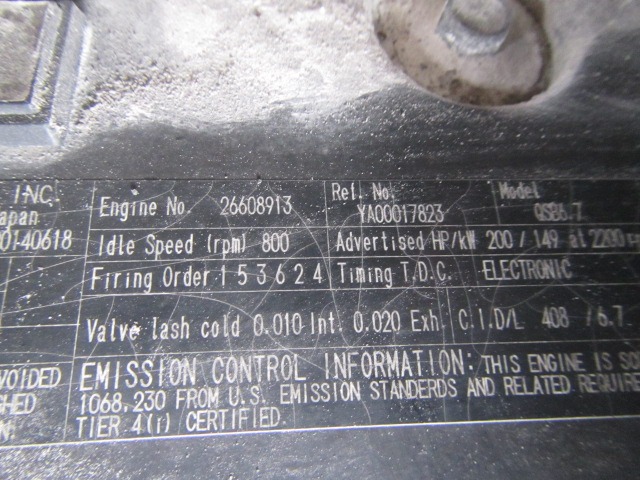 INC. Engine No. 26608913 Ref. No. YA00017823 Model QSB6.7
apan
0140618 Idle Speed (rpm) 800 Advertised HP/kW 200 / 149 at 2200 rpm
Firing Order 1 5 3 6 2 4 Timing T.D.C. ELECTRONIC
Valve lash cold 0.010 Int. 0.020 Exh. C.I.D/L 408 / 6.7
VOIDED EMISSION CONTROL INFORMATION: THIS ENGINE IS SO
SHED 1068.230 FROM U.S. EMISSION STANDERDS AND RELATED REQUIRE
N. TIER 4(i) CERTIFIED.